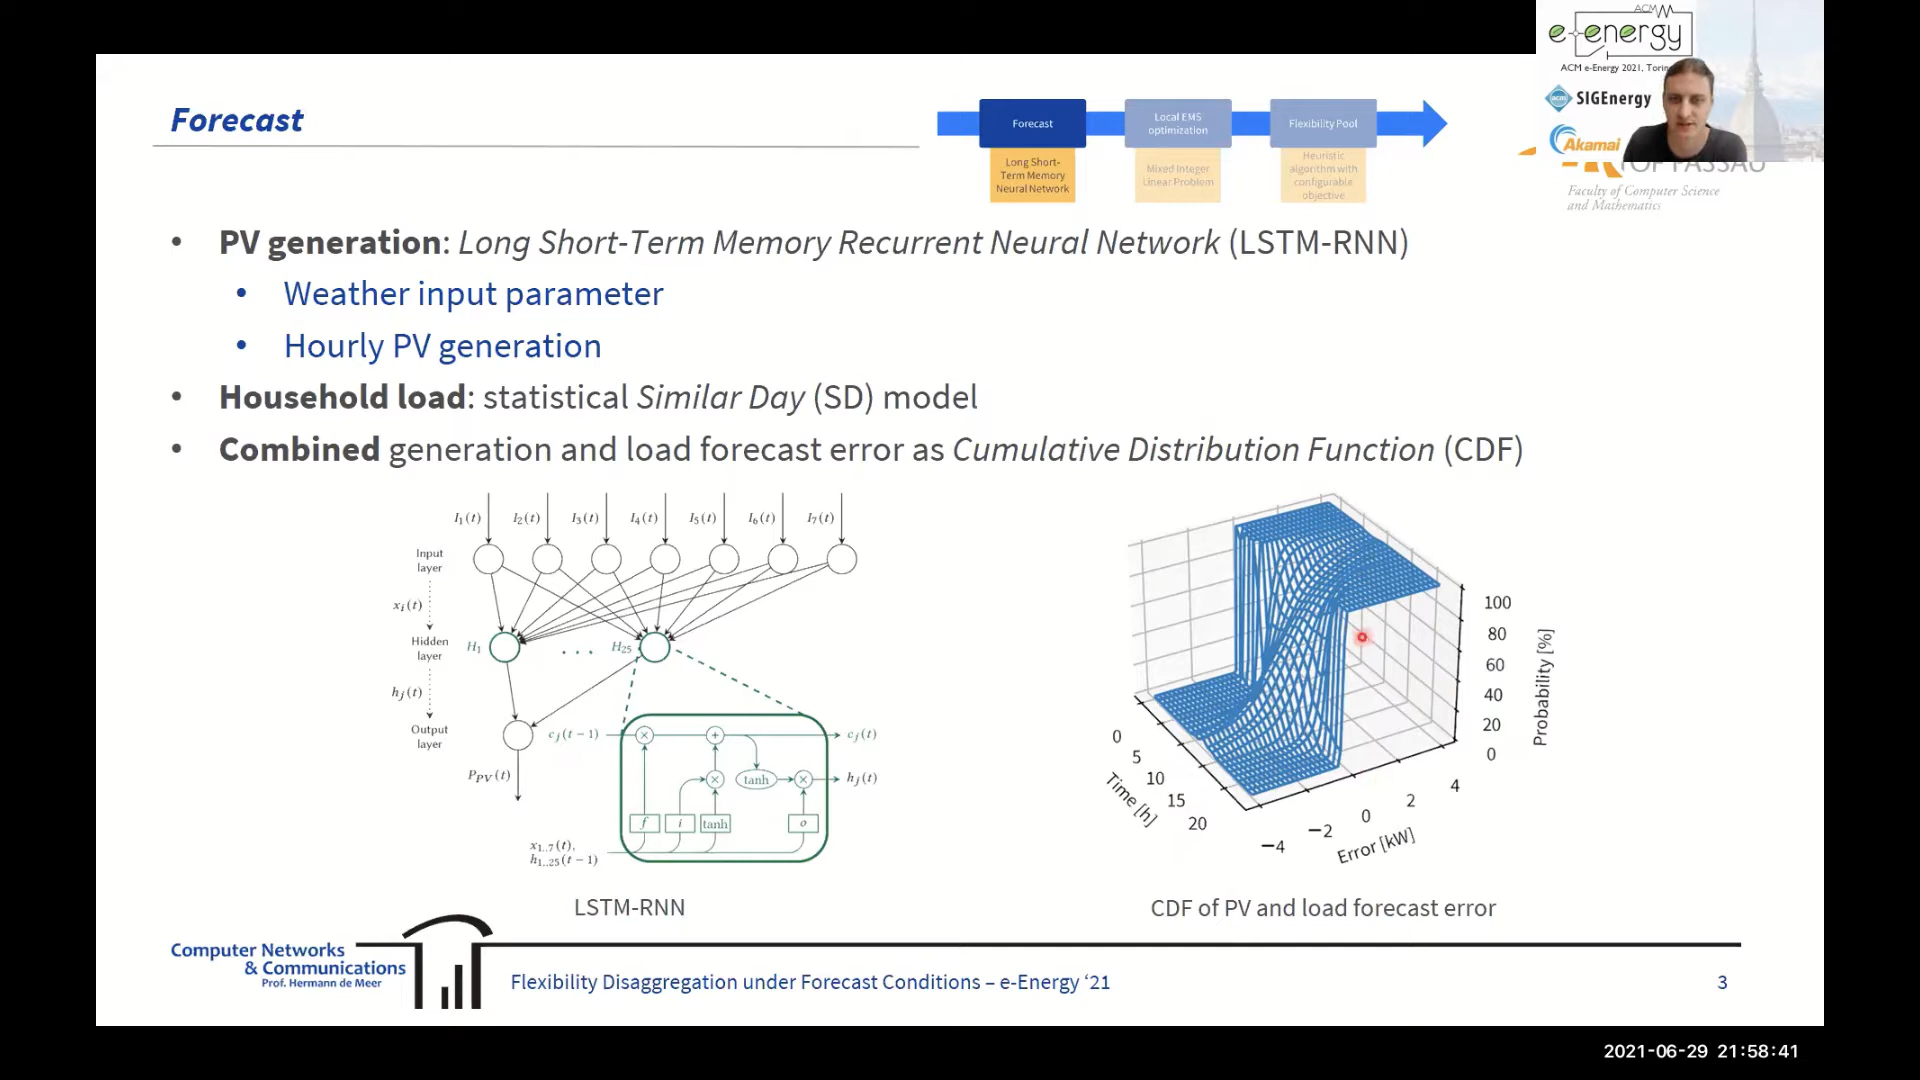 Forecast
Forecast
Local EMS
optimization
Flexibility Pool
Long Short-
Term Memory
Neural Network
Mixed Integer
Linear Problem
Heuristic
algorithm with
configurable
objective
ACM
e-energy
ACM e-Energy 2021, Torin
acm SIGEnergy
Akamai
OF PASSAU
Faculty of Computer Science
and Mathematics
• PV generation: Long Short-Term Memory Recurrent Neural Network (LSTM-RNN)
• Weather input parameter
• Hourly PV generation
• Household load: statistical Similar Day (SD) model
• Combined generation and load forecast error as Cumulative Distribution Function (CDF)
I₁(t) I₂(t) I₃(t) I₄(t) I₅(t) I₆(t) I₇(t)
Input
layer
xᵢ(t)
Hidden
layer
H₁ . . . H₂₅
hⱼ(t)
Output
layer
cⱼ(t − 1) × + cⱼ(t)
P_PV(t) × tanh × hⱼ(t)
f i tanh o
x₁..₇(t),
h₁..₂₅(t − 1)
LSTM-RNN
100
80
60
40
20
0
Probability [%]
0
5
10
15
20
Time [h]
−4
−2
0
2
4
Error [kW]
CDF of PV and load forecast error
Computer Networks
& Communications
Prof. Hermann de Meer
Flexibility Disaggregation under Forecast Conditions – e-Energy ‘21
3
2021-06-29 21:58:41